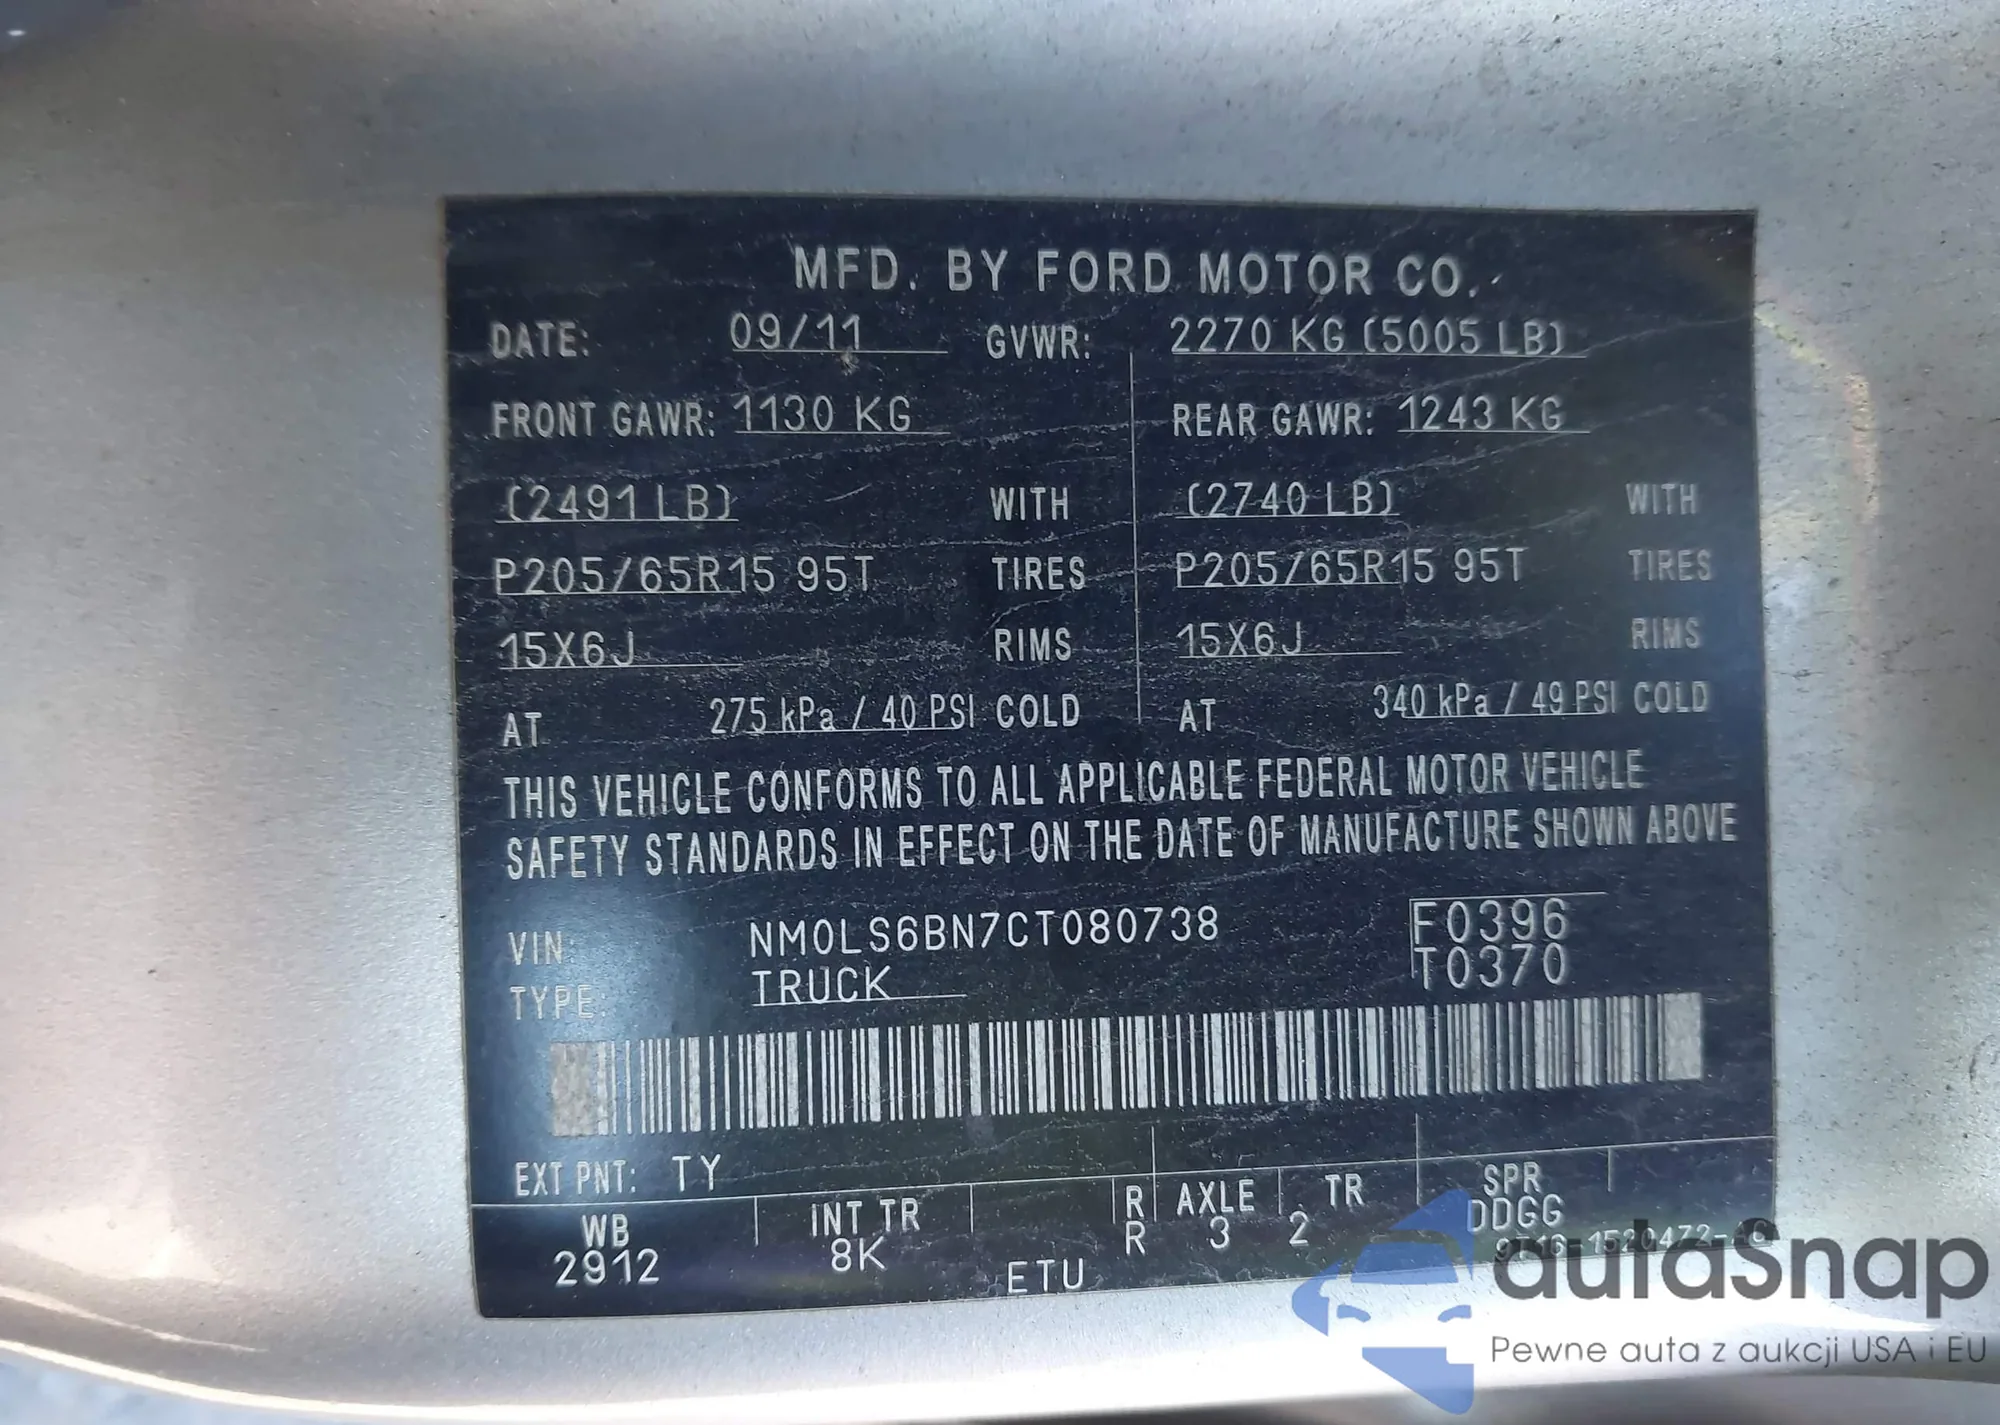 MFD. BY FORD MOTOR CO.
DATE: 09/11 GVWR: 2270 KG (5005 LB)
FRONT GAWR: 1130 KG REAR GAWR: 1243 KG
(2491 LB) WITH (2740 LB) WITH
P205/65R15 95T TIRES P205/65R15 95T TIRES
15X6J RIMS 15X6J RIMS
AT 275 kPa / 40 PSI COLD AT 340 kPa / 49 PSI COLD
THIS VEHICLE CONFORMS TO ALL APPLICABLE FEDERAL MOTOR VEHICLE
SAFETY STANDARDS IN EFFECT ON THE DATE OF MANUFACTURE SHOWN ABOVE
VIN: NM0LS6BN7CT080738 F0396
TYPE: TRUCK T0370
EXT PNT: TY
WB INT TR R AXLE TR SPR
2912 8K R 3 2 DDGG
ETU
autaSnap
Pewne auta z aukcji USA i EU